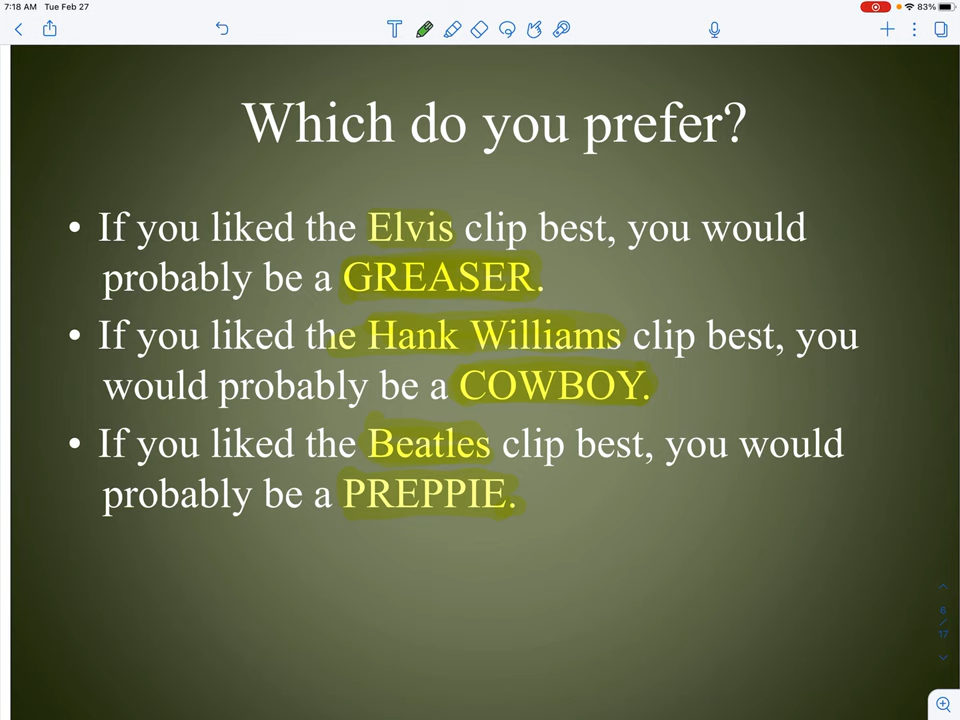 7:18 AM Tue Feb 27
83%
Which do you prefer?
• If you liked the Elvis clip best, you would
probably be a GREASER.
• If you liked the Hank Williams clip best, you
would probably be a COWBOY.
• If you liked the Beatles clip best, you would
probably be a PREPPIE.
6
/
17